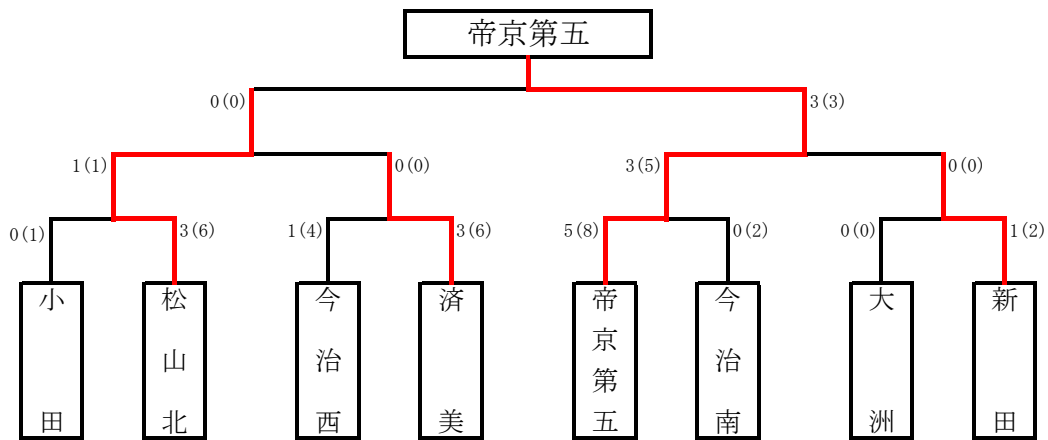 帝京第五
0(0)
3(3)
1(1)
0(0)
3(5)
0(0)
0(1)
3(6)
1(4)
3(6)
5(8)
0(2)
0(0)
1(2)
小田
松山北
今治西
済美
帝京第五
今治南
大洲
新田